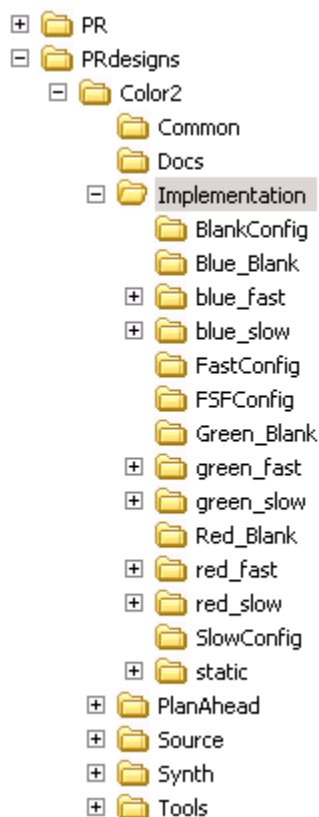 PR
PRdesigns
Color2
Common
Docs
Implementation
BlankConfig
Blue_Blank
blue_fast
blue_slow
FastConfig
FSFConfig
Green_Blank
green_fast
green_slow
Red_Blank
red_fast
red_slow
SlowConfig
static
PlanAhead
Source
Synth
Tools